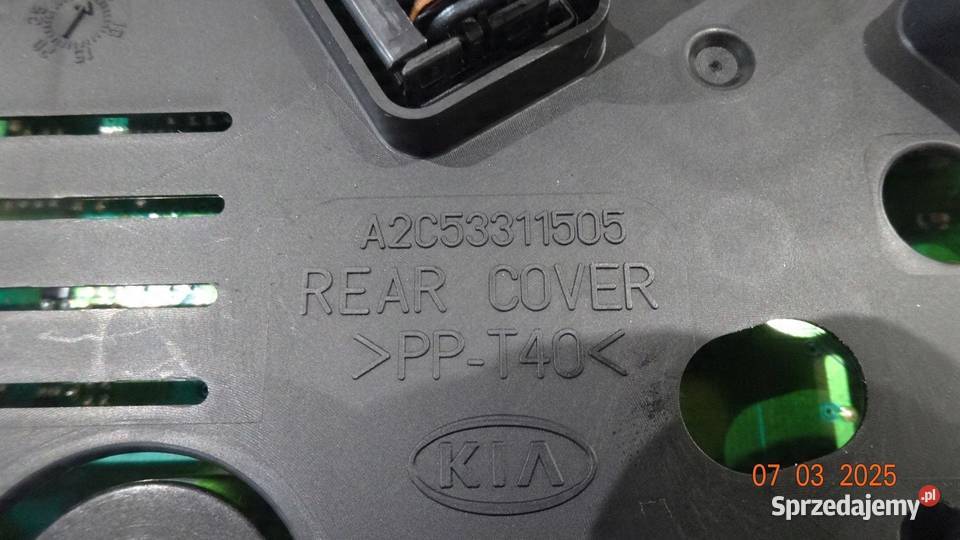 A2C53311505
REAR COVER
>PP-T40<
KIA
07 03 2025
Sprzedajemy.pl